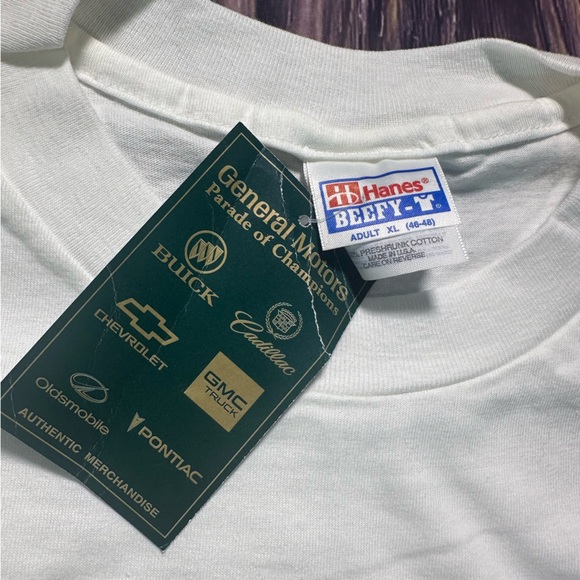 General Motors
Parade of Champions
BUICK
Cadillac
CHEVROLET
GMC
TRUCK
Oldsmobile
PONTIAC
AUTHENTIC MERCHANDISE
Hanes®
BEEFY-T®
ADULT XL (46-48)
PRESHRUNK COTTON
MADE IN U.S.A.
CARE ON REVERSE